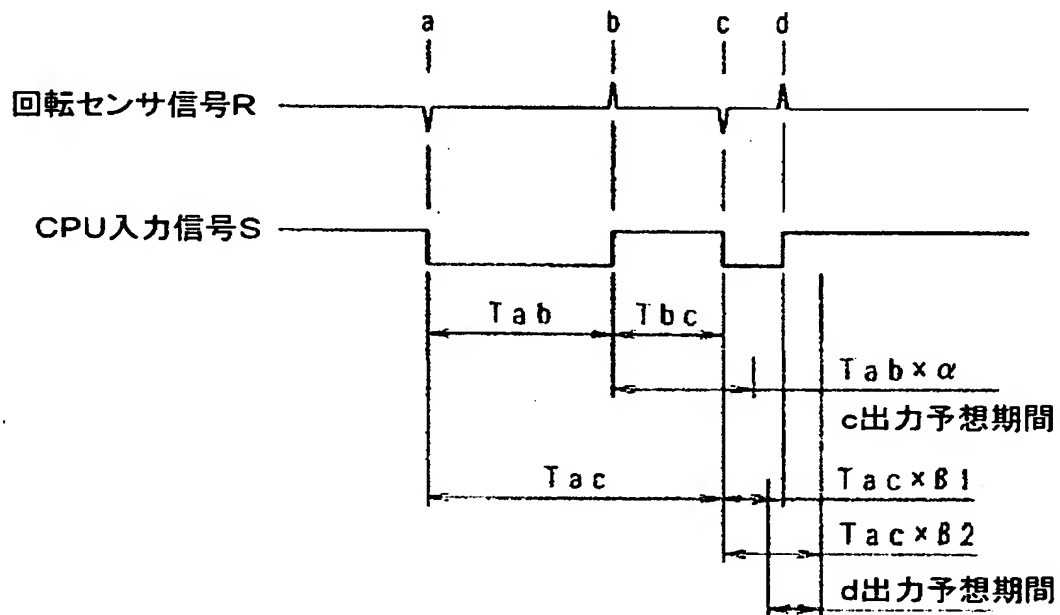 a b c d
回転センサ信号R
CPU入力信号S
Tab Tbc
Tab×α
c出力予想期間
Tac Tac×β1
Tac×β2
d出力予想期間